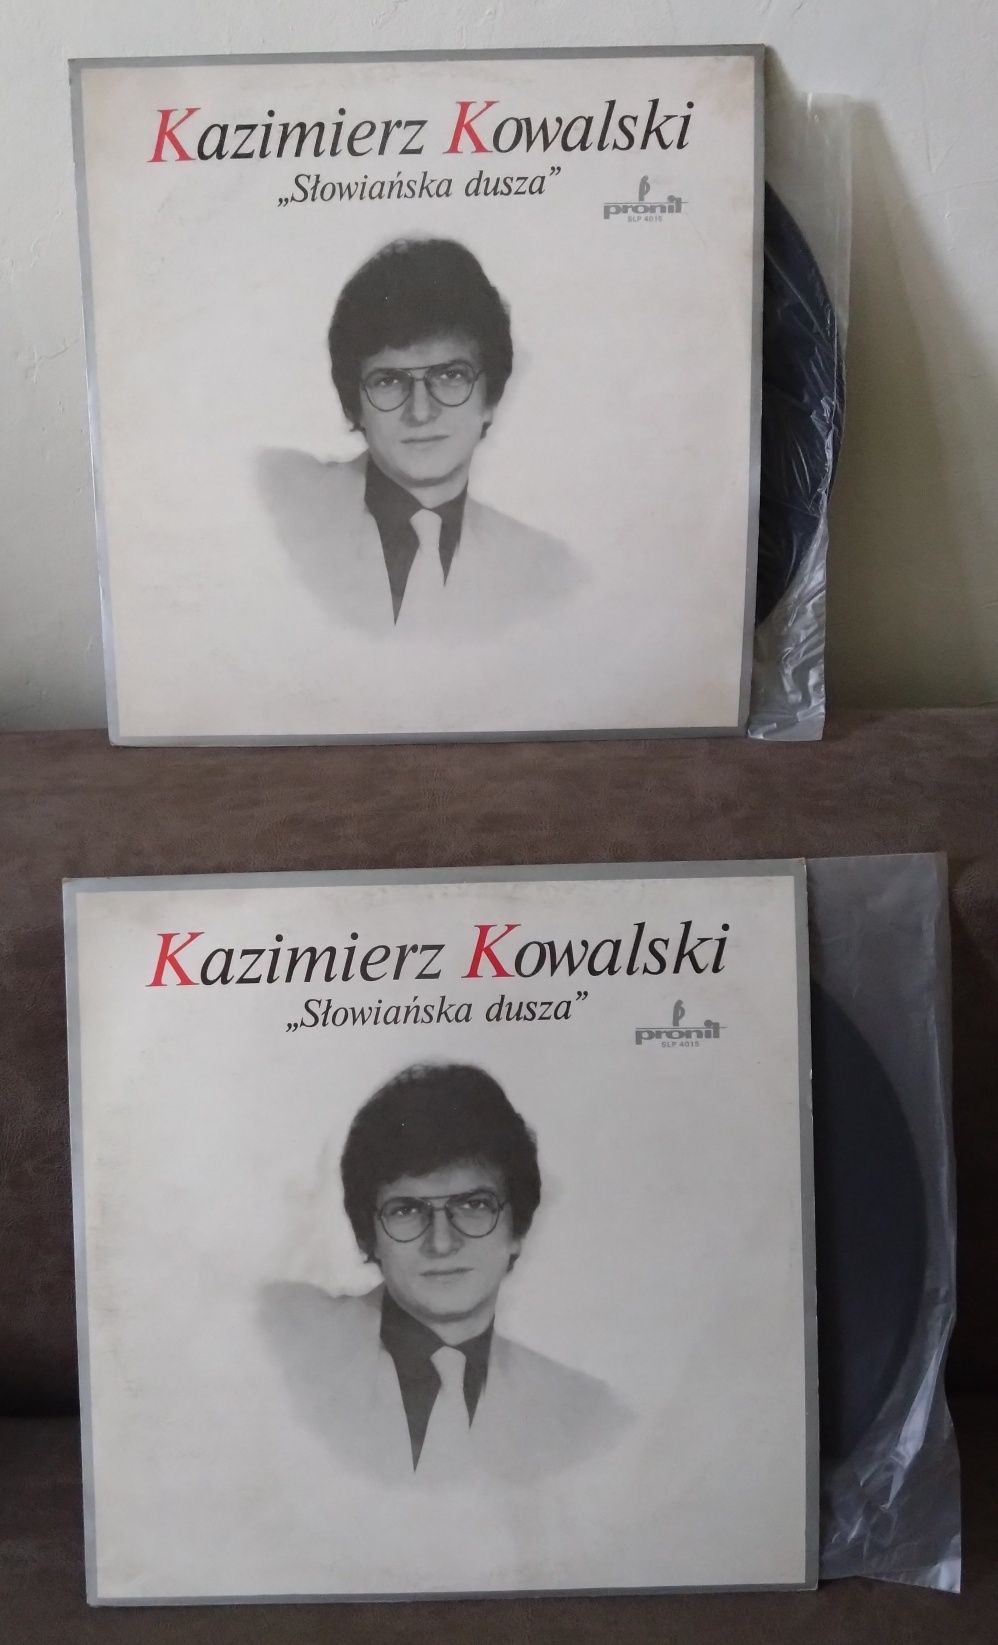 Kazimierz Kowalski
„Słowiańska dusza”
pronit
SLP 4015
Kazimierz Kowalski
„Słowiańska dusza”
pronit
SLP 4015